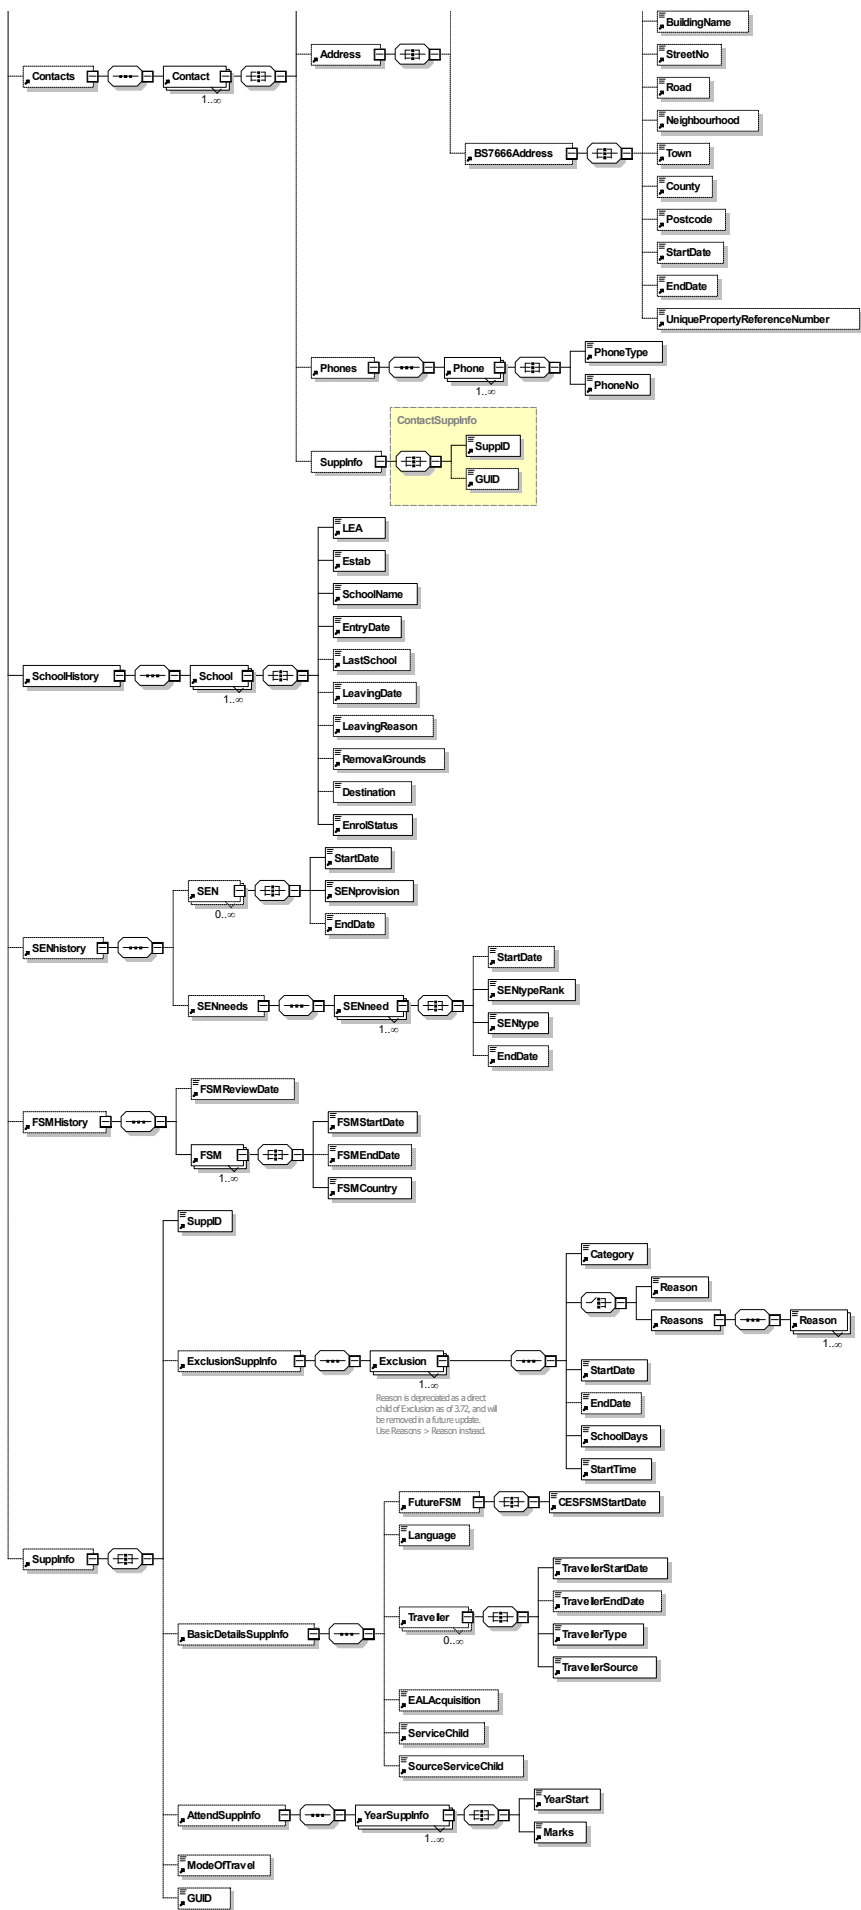 BuildingName
StreetNo
Road
Neighbourhood
Town
County
Postcode
StartDate
EndDate
UniquePropertyReferenceNumber
Address
BS7666Address
Contacts
Contact
1..∞
Phones
Phone
1..∞
PhoneType
PhoneNo
ContactSuppInfo
SuppInfo
SuppID
GUID
LEA
Estab
SchoolName
EntryDate
LastSchool
SchoolHistory
School
1..∞
LeavingDate
LeavingReason
RemovalGrounds
Destination
EnrolStatus
StartDate
SEN
0..∞
SENprovision
EndDate
SENhistory
StartDate
SENtypeRank
SENneeds
SENneed
1..∞
SENtype
EndDate
FSMReviewDate
FSMHistory
FSMStartDate
FSM
1..∞
FSMEndDate
FSMCountry
SuppID
Category
Reason
Reasons
Reason
1..∞
ExclusionSuppInfo
Exclusion
1..∞
Reason is depreciated as a direct
child of Exclusion as of 3.72, and will
be removed in a future update.
Use Reasons > Reason instead.
StartDate
EndDate
SchoolDays
StartTime
FutureFSM
CESFSMStartDate
Language
SuppInfo
TravellerStartDate
TravellerEndDate
Traveller
0..∞
BasicDetailsSuppInfo
TravellerType
TravellerSource
EALAcquisition
ServiceChild
SourceServiceChild
YearStart
AttendSuppInfo
YearSuppInfo
1..∞
Marks
ModeOfTravel
GUID